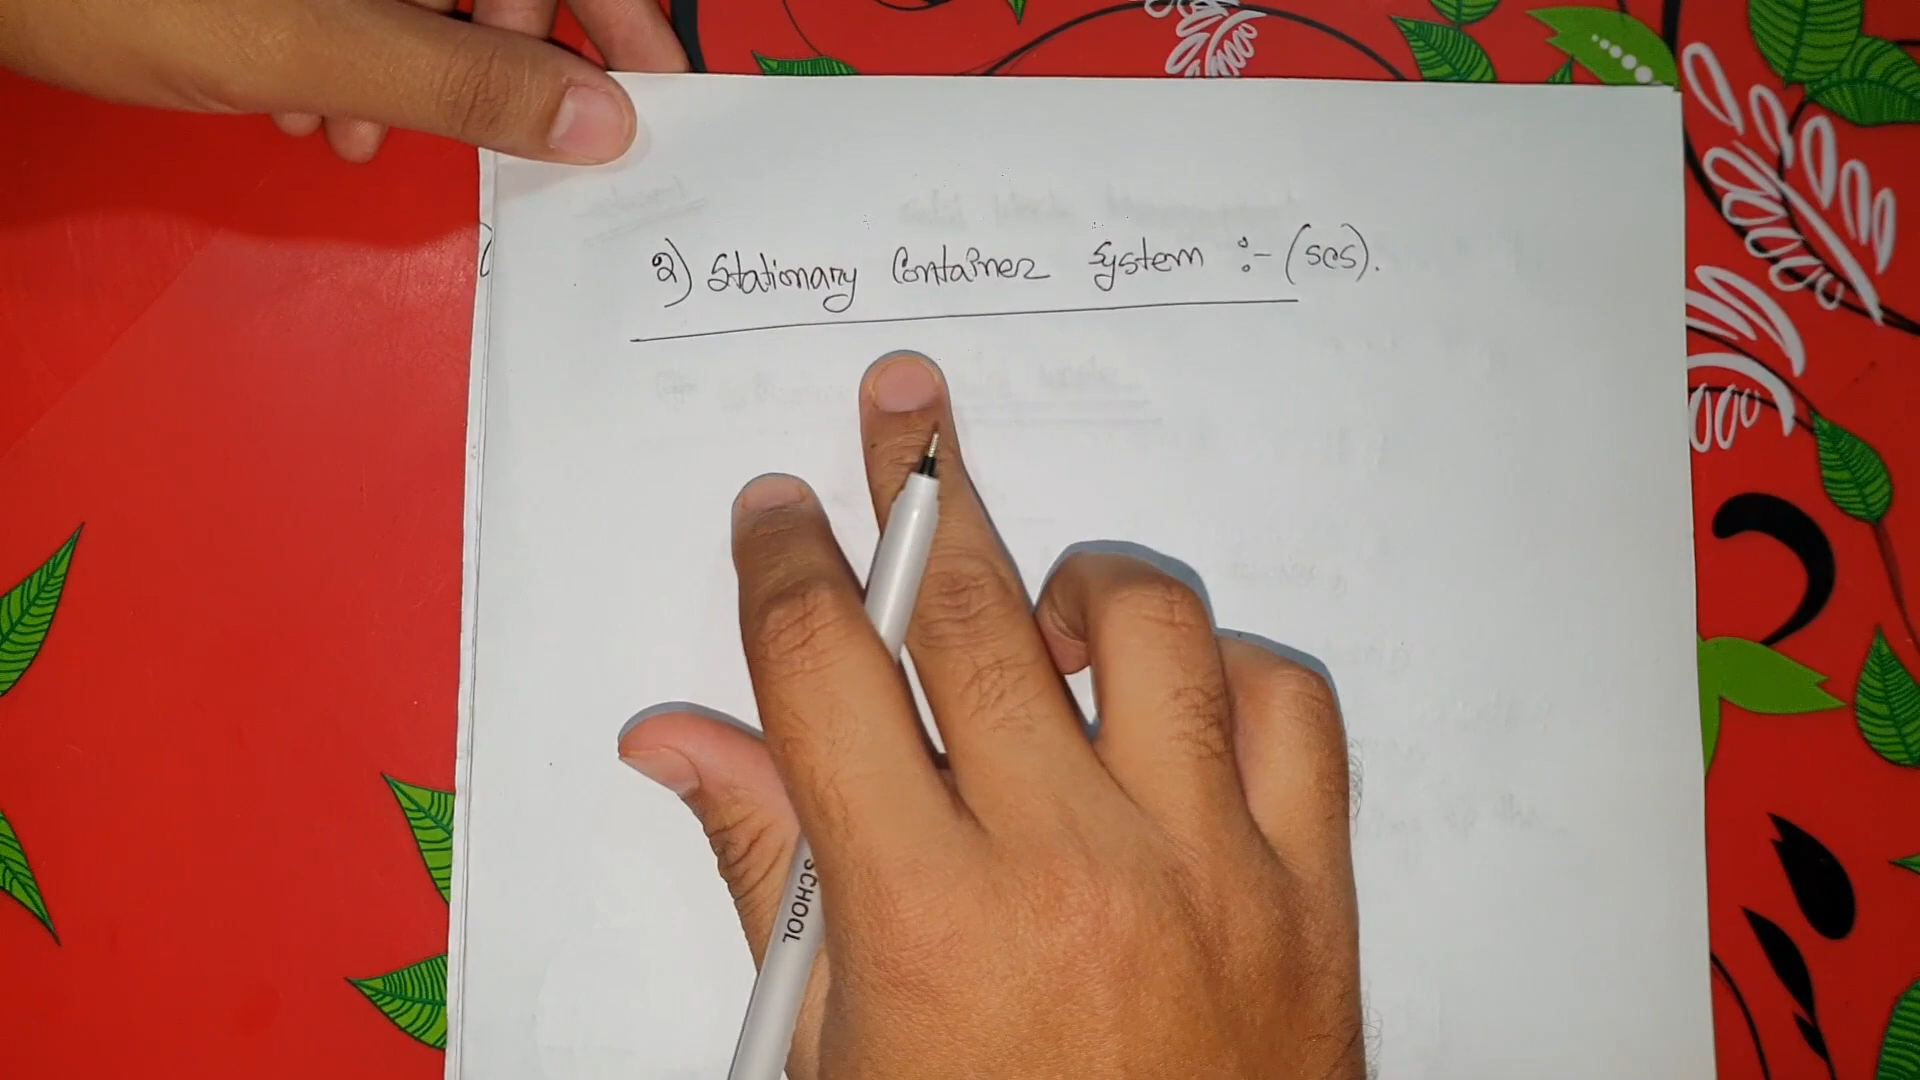 2) Stationary Container System :- (SCS).
SCHOOL